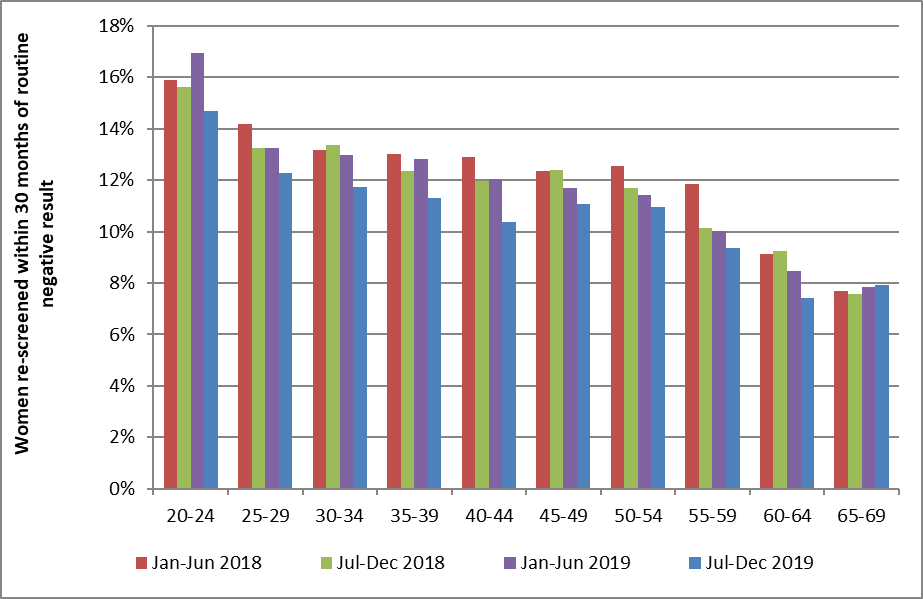 Women re-screened within 30 months of routine
negative result
18%
16%
14%
12%
10%
8%
6%
4%
2%
0%
20-24 25-29 30-34 35-39 40-44 45-49 50-54 55-59 60-64 65-69
Jan-Jun 2018 Jul-Dec 2018 Jan-Jun 2019 Jul-Dec 2019